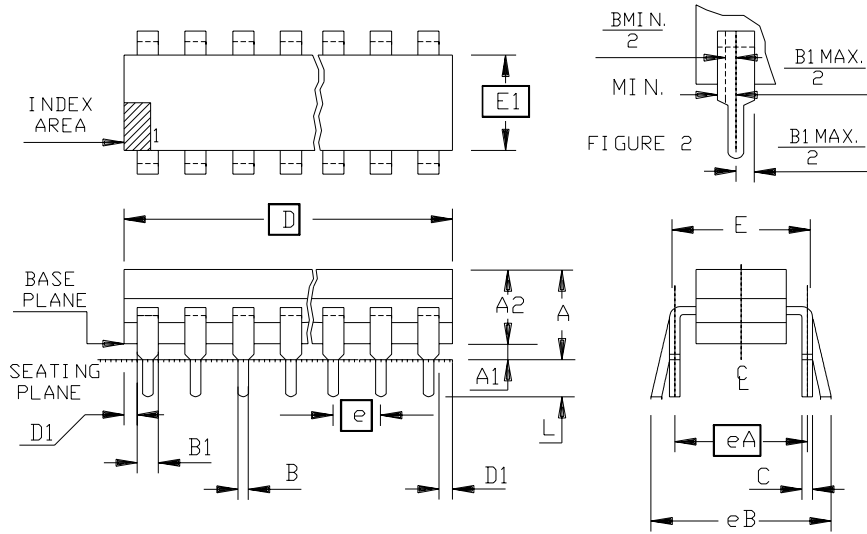 INDEX
AREA
1
E1
BMIN.
2
B1 MAX.
2
MIN.
FIGURE 2
B1 MAX.
2
D
BASE
PLANE
SEATING
PLANE
A2
A
A1
L
e
D1
B1
B
D1
E
℄
eA
C
eB